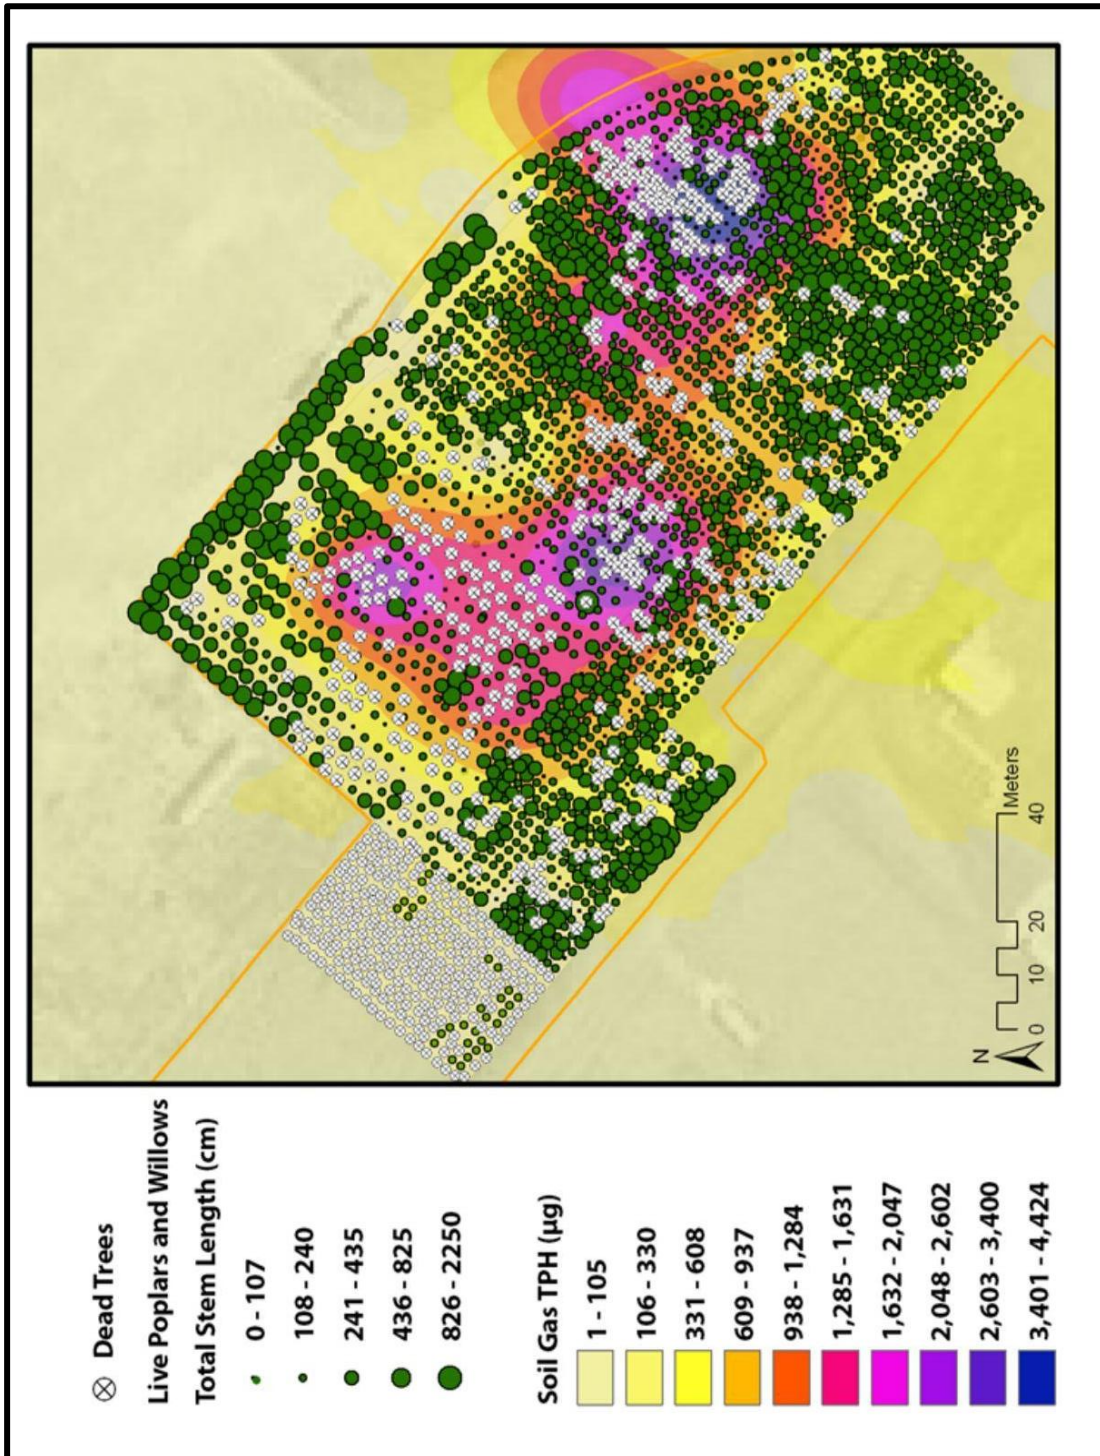 Dead Trees
Live Poplars and Willows
Total Stem Length (cm)
0 - 107
108 - 240
241 - 435
436 - 825
826 - 2250
Soil Gas TPH (µg)
1 - 105
106 - 330
331 - 608
609 - 937
938 - 1,284
1,285 - 1,631
1,632 - 2,047
2,048 - 2,602
2,603 - 3,400
3,401 - 4,424
N
Meters
0 10 20 40